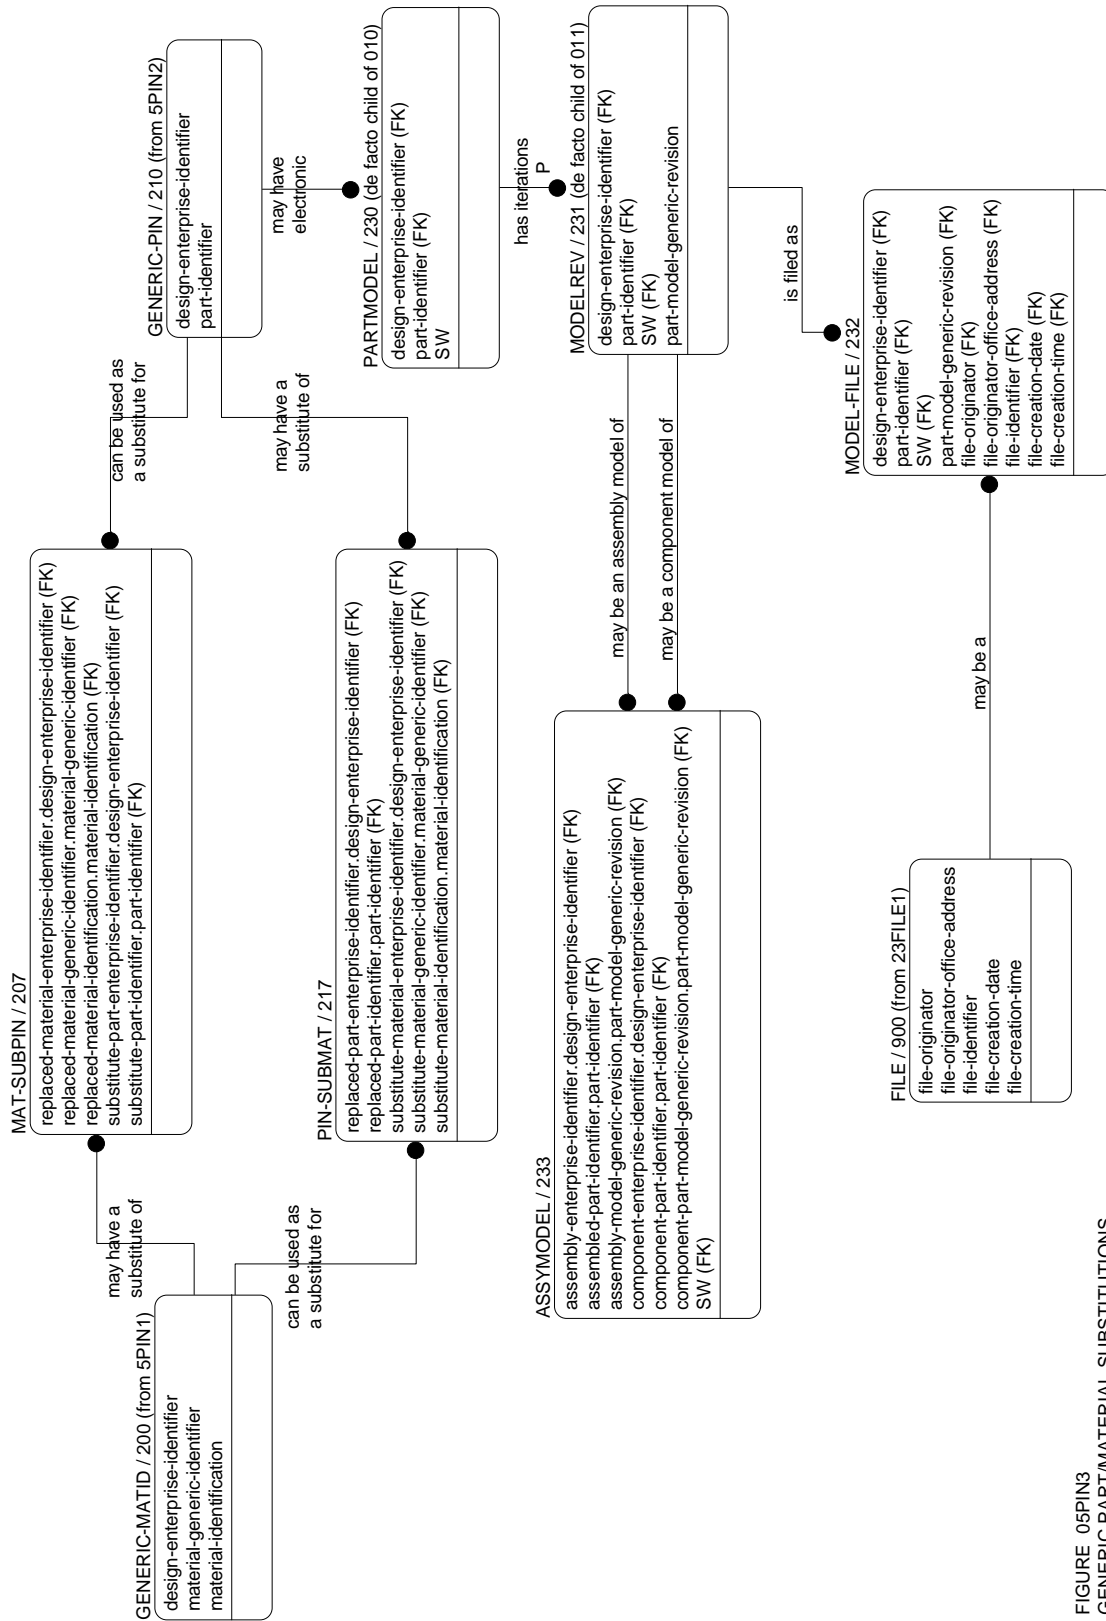 MAT-SUBPIN / 207
replaced-material-enterprise-identifier.design-enterprise-identifier (FK)
replaced-material-generic-identifier.material-generic-identifier (FK)
replaced-material-identification.material-identification (FK)
substitute-part-enterprise-identifier.design-enterprise-identifier (FK)
substitute-part-identifier.part-identifier (FK)
GENERIC-PIN / 210 (from 5PIN2)
design-enterprise-identifier
part-identifier
can be used as
a substitute for
may have a
substitute of
may have
electronic
GENERIC-MATID / 200 (from 5PIN1)
design-enterprise-identifier
material-generic-identifier
material-identification
may have a
substitute of
can be used as
a substitute for
PIN-SUBMAT / 217
replaced-part-enterprise-identifier.design-enterprise-identifier (FK)
replaced-part-identifier.part-identifier (FK)
substitute-material-enterprise-identifier.design-enterprise-identifier (FK)
substitute-material-generic-identifier.material-generic-identifier (FK)
substitute-material-identification.material-identification (FK)
PARTMODEL / 230 (de facto child of 010)
design-enterprise-identifier (FK)
part-identifier (FK)
SW
has iterations
P
MODELREV / 231 (de facto child of 011)
design-enterprise-identifier (FK)
part-identifier (FK)
SW (FK)
part-model-generic-revision
ASSYMODEL / 233
assembly-enterprise-identifier.design-enterprise-identifier (FK)
assembled-part-identifier.part-identifier (FK)
assembly-model-generic-revision.part-model-generic-revision (FK)
component-enterprise-identifier.design-enterprise-identifier (FK)
component-part-identifier.part-identifier (FK)
component-part-model-generic-revision.part-model-generic-revision (FK)
SW (FK)
may be an assembly model of
may be a component model of
is filed as
MODEL-FILE / 232
design-enterprise-identifier (FK)
part-identifier (FK)
SW (FK)
part-model-generic-revision (FK)
file-originator (FK)
file-originator-office-address (FK)
file-identifier (FK)
file-creation-date (FK)
file-creation-time (FK)
may be a
FILE / 900 (from 23FILE1)
file-originator
file-originator-office-address
file-identifier
file-creation-date
file-creation-time
FIGURE 05PIN3
GENERIC PART/MATERIAL SUBSTITUTIONS